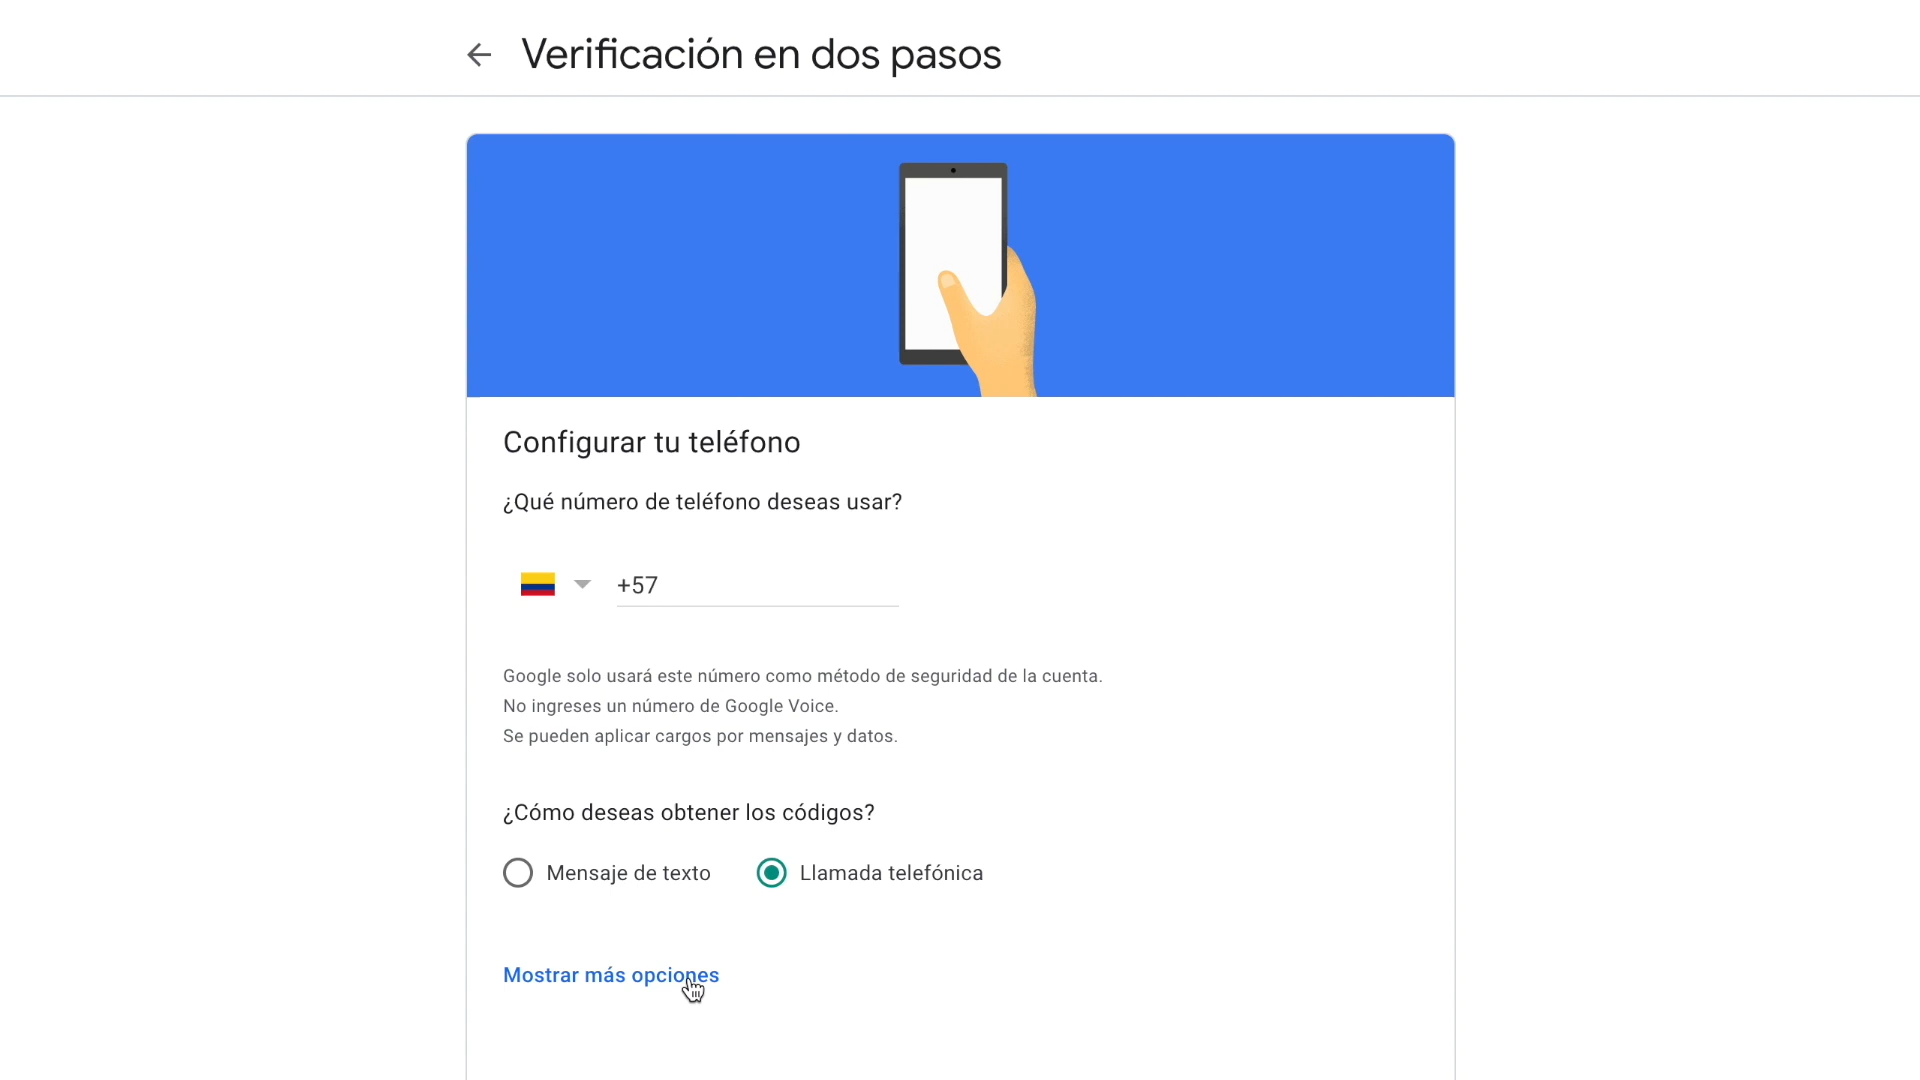 Verificación en dos pasos
Configurar tu teléfono
¿Qué número de teléfono deseas usar?
+57
Google solo usará este número como método de seguridad de la cuenta.
No ingreses un número de Google Voice.
Se pueden aplicar cargos por mensajes y datos.
¿Cómo deseas obtener los códigos?
Mensaje de texto Llamada telefónica
Mostrar más opciones